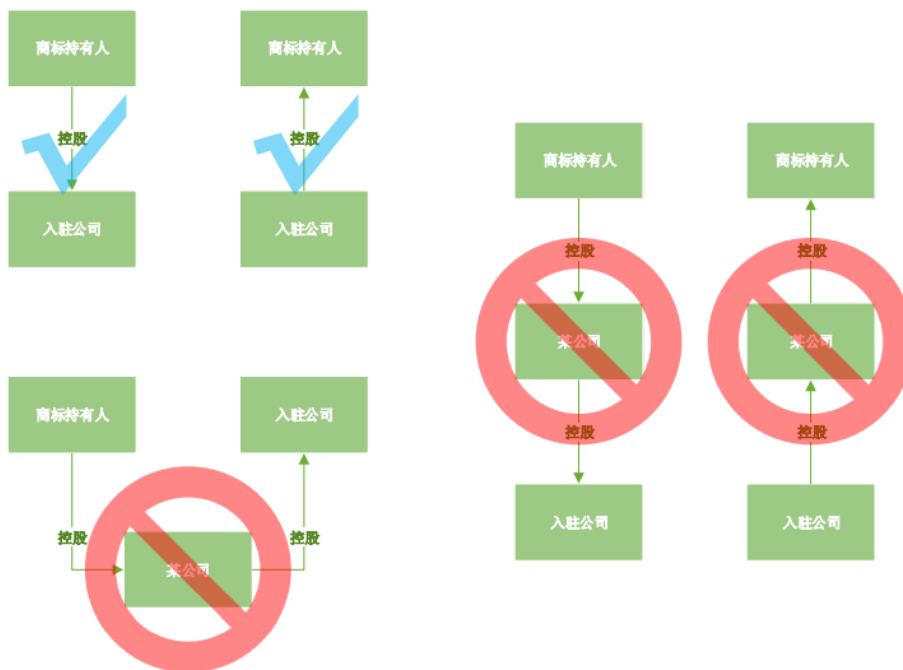 商标持有人
商标持有人
控股
控股
入驻公司
入驻公司
商标持有人
商标持有人
控股
控股
某公司
某公司
控股
控股
入驻公司
入驻公司
商标持有人
入驻公司
控股
控股
某公司